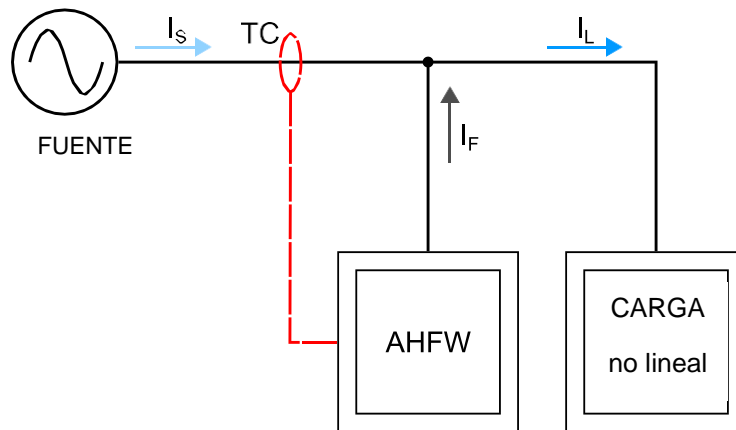 I_S
TC
I_L
FUENTE
I_F
AHFW
CARGA
no lineal